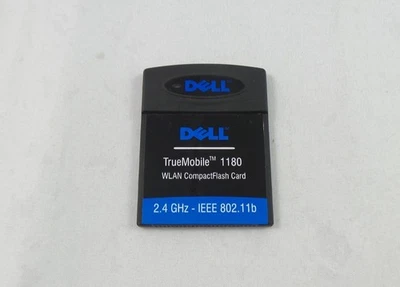 DELL
DELL
TrueMobile™ 1180
WLAN CompactFlash Card
2.4 GHz - IEEE 802.11b